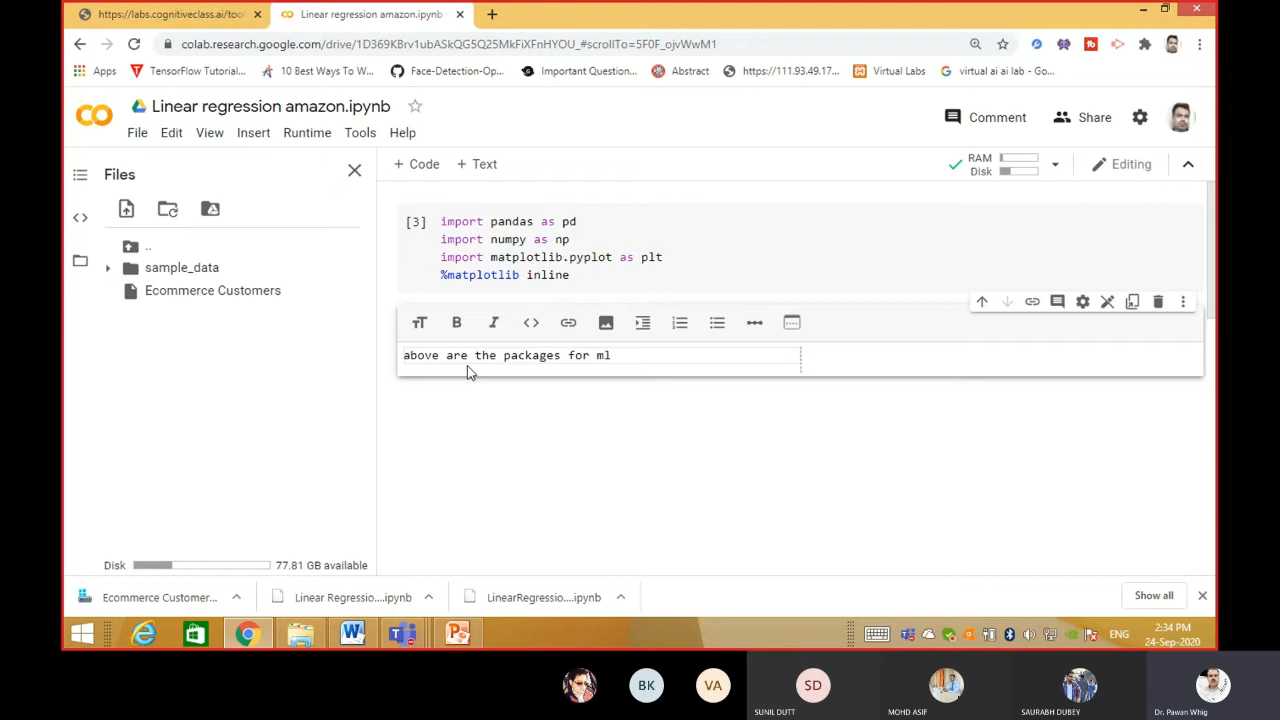 https://labs.cognitiveclass.ai/too
Linear regression amazon.ipynb -
colab.research.google.com/drive/1D369KBrv1ubASkQG5Q25MkFiXFnHYOU_#scrollTo=5F0F_ojvWwM1
Apps
TensorFlow Tutorial...
10 Best Ways To W...
Face-Detection-Op...
Important Question...
Abstract
https://111.93.49.17...
Virtual Labs
virtual ai ai lab - Go...
Linear regression amazon.ipynb
Comment
Share
File Edit View Insert Runtime Tools Help
Files
+ Code + Text
RAM
Disk
Editing
..
sample_data
Ecommerce Customers
[3] import pandas as pd
import numpy as np
import matplotlib.pyplot as plt
%matplotlib inline
above are the packages for ml
Disk 77.81 GB available
Ecommerce Customer...
Linear Regressio....ipynb
LinearRegressio....ipynb
Show all
ENG
2:34 PM
24-Sep-2020
BK
VA
SD
SUNIL DUTT
MOHD ASIF
SAURABH DUBEY
Dr. Pawan Whig